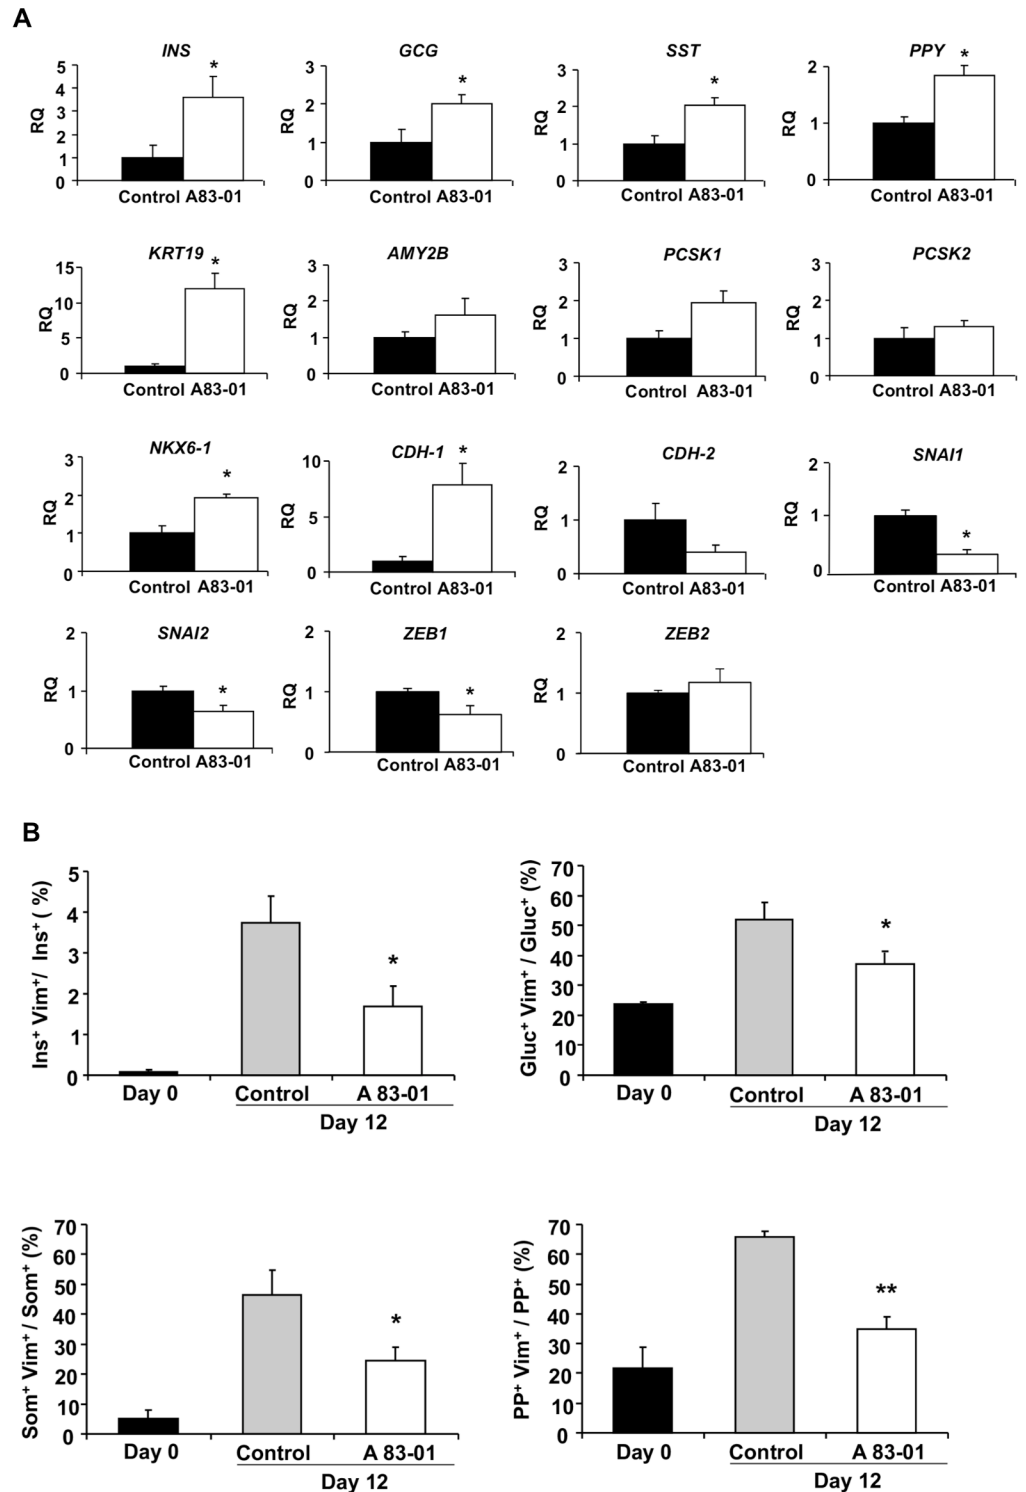 A
INS GCG SST PPY
5 4 3 2 1 0 RQ * Control A83-01
3 2 1 0 RQ * Control A83-01
3 2 1 0 RQ * Control A83-01
2 1 0 RQ * Control A83-01
KRT19 AMY2B PCSK1 PCSK2
15 10 5 0 RQ * Control A83-01
3 2 1 0 RQ Control A83-01
3 2 1 0 RQ Control A83-01
3 2 1 0 RQ Control A83-01
NKX6-1 CDH-1 CDH-2 SNAI1
3 2 1 0 RQ * Control A83-01
10 5 0 RQ * Control A83-01
2 1 0 RQ Control A83-01
2 1 0 RQ * Control A83-01
SNAI2 ZEB1 ZEB2
2 1 0 RQ * Control A83-01
2 1 0 RQ * Control A83-01
2 1 0 RQ Control A83-01
B
Ins⁺ Vim⁺/ Ins⁺ ( %)
5 4 3 2 1 0
*
Day 0 Control A 83-01
Day 12
Gluc⁺ Vim⁺ / Gluc⁺ (%)
70 60 50 40 30 20 10 0
*
Day 0 Control A 83-01
Day 12
Som⁺ Vim⁺ / Som⁺ (%)
70 60 50 40 30 20 10 0
*
Day 0 Control A 83-01
Day 12
PP⁺ Vim⁺ / PP⁺ (%)
70 60 50 40 30 20 10 0
**
Day 0 Control A 83-01
Day 12